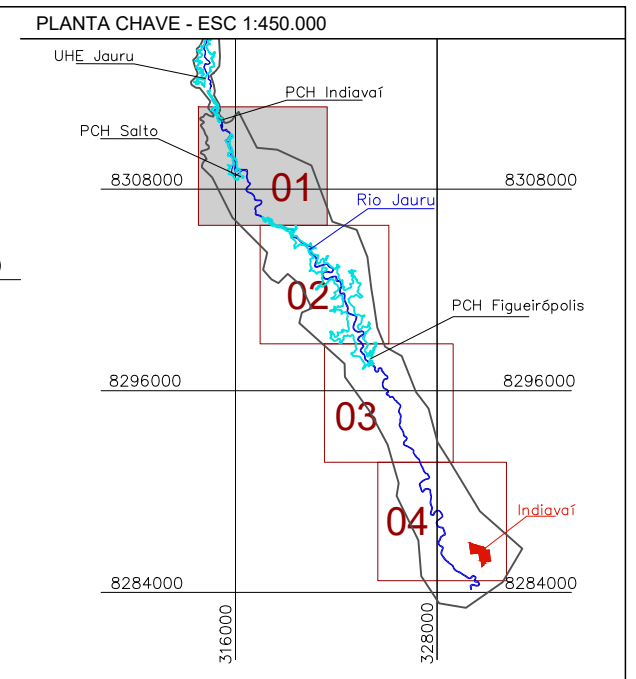 PLANTA CHAVE - ESC 1:450.000
UHE Jauru
PCH Indiavaí
PCH Salto
01
8308000
8308000
Rio Jauru
02
PCH Figueirópolis
8296000
8296000
03
04
Indiavaí
8284000
8284000
316000
328000